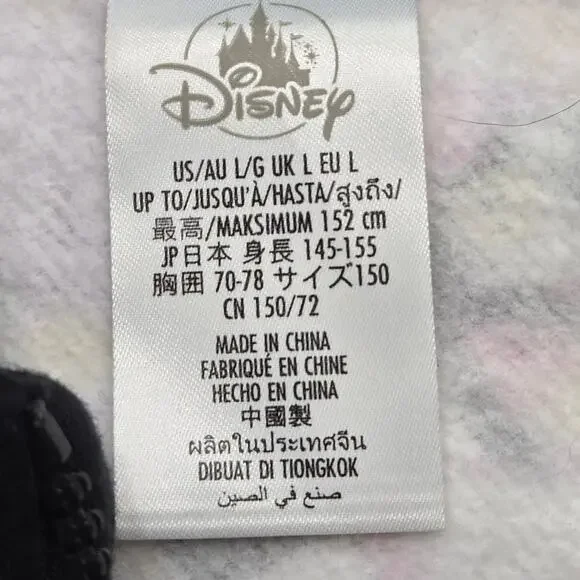 Disney
US/AU L/G UK L EU L
UP TO/JUSQU'À/HASTA/สูงถึง/
最高/MAKSIMUM 152 cm
JP日本 身長 145-155
胸囲 70-78 サイズ150
CN 150/72
MADE IN CHINA
FABRIQUÉ EN CHINE
HECHO EN CHINA
中國製
ผลิตในประเทศจีน
DIBUAT DI TIONGKOK
صنع في الصين